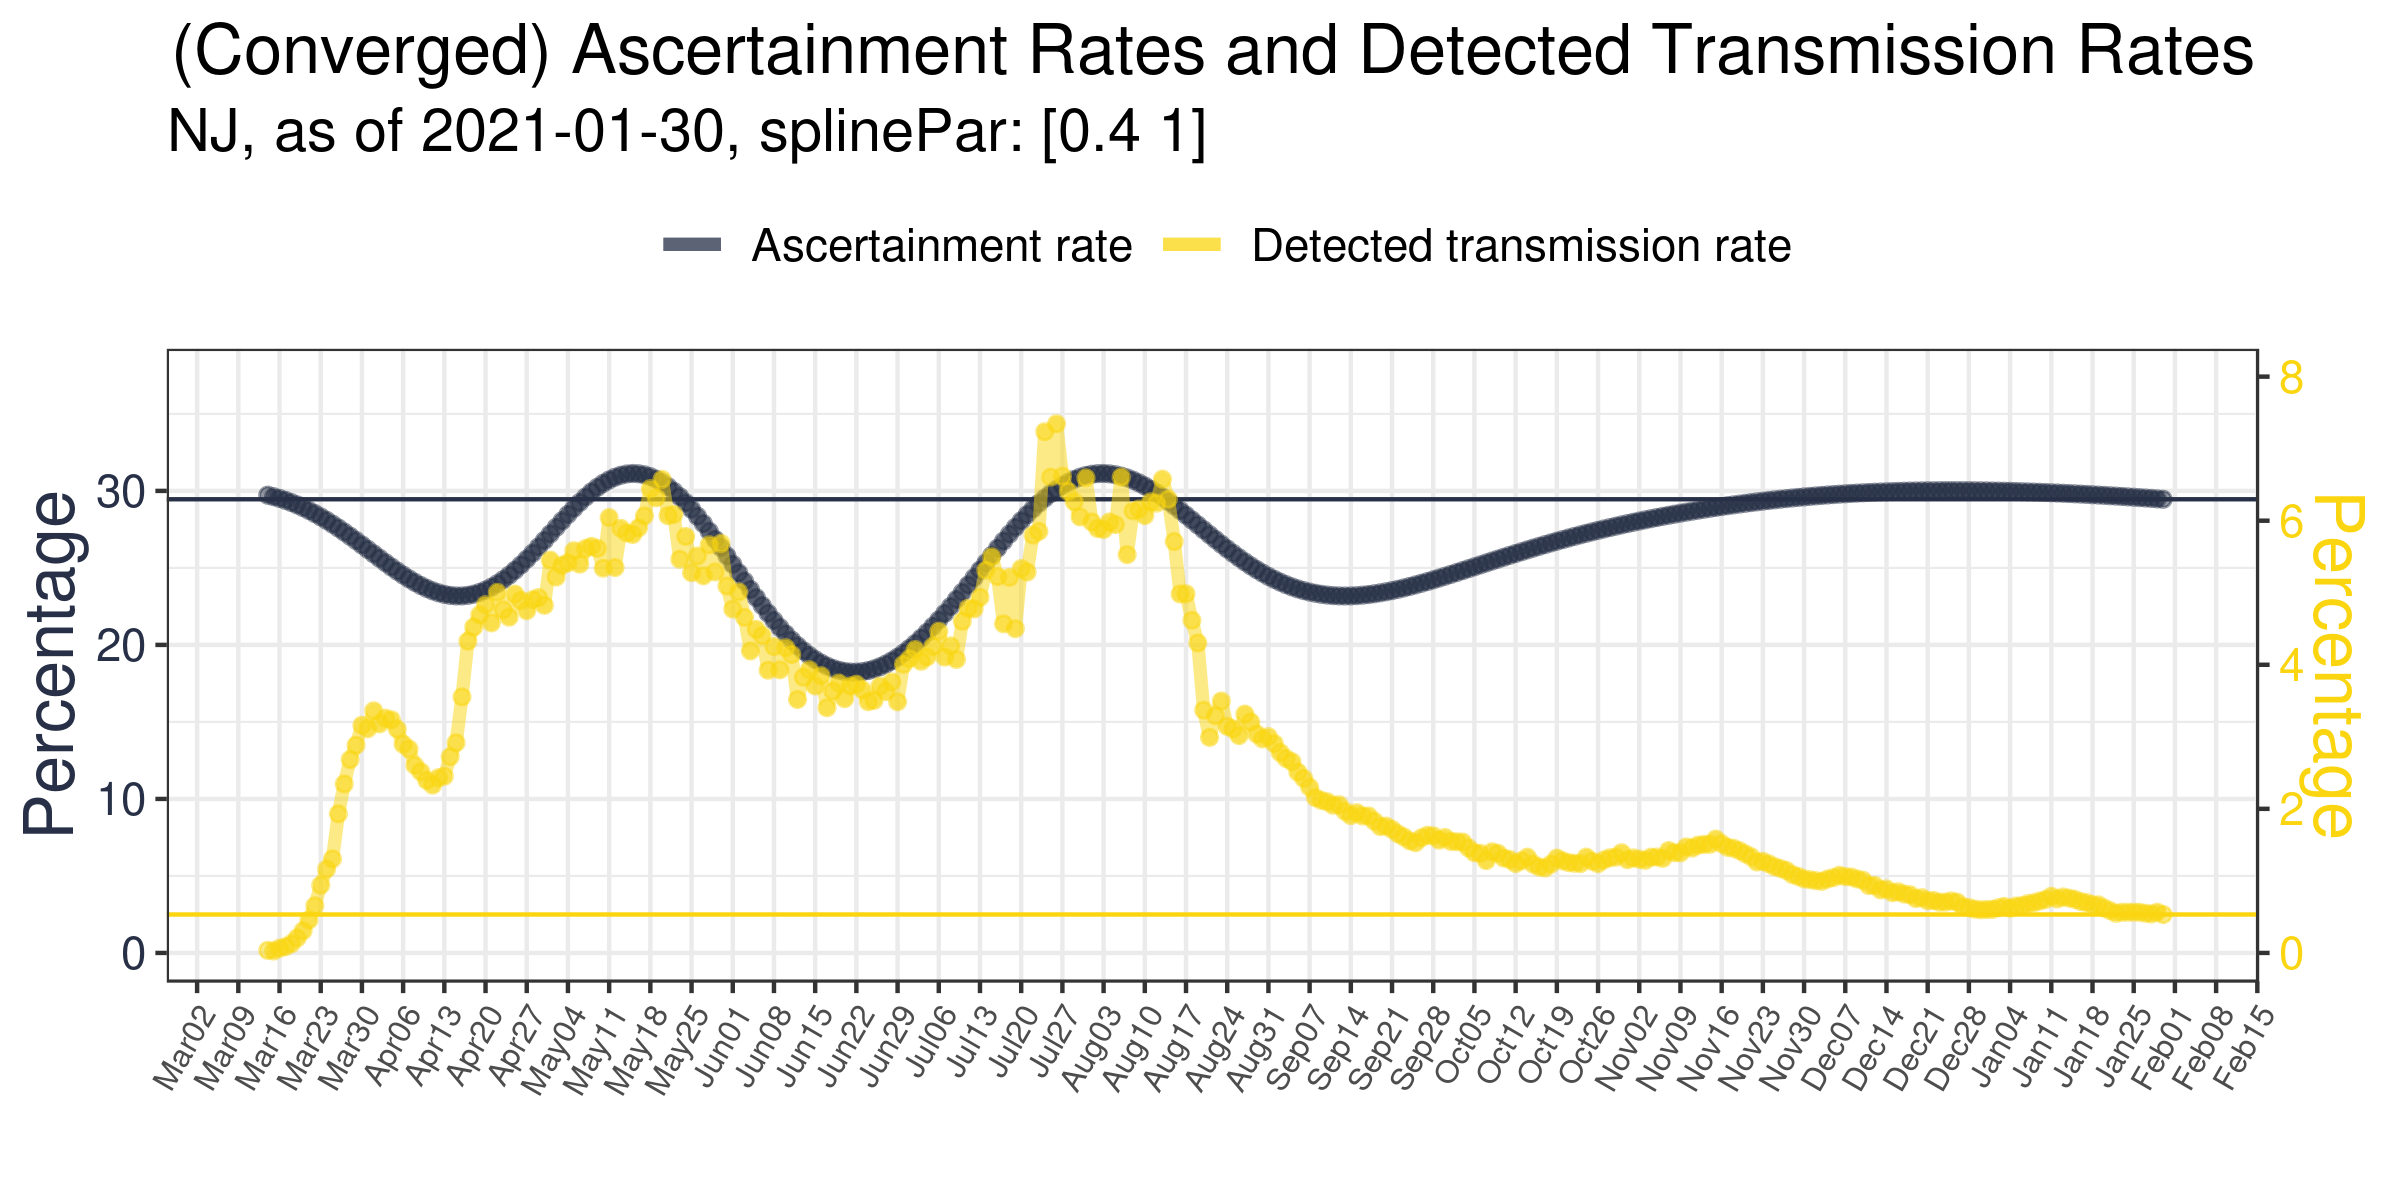 (Converged) Ascertainment Rates and Detected Transmission Rates
NJ, as of 2021-01-30, splinePar: [0.4 1]
Ascertainment rate
Detected transmission rate
Percentage
30
20
10
0
8
6
4
2
0
Percentage
Mar02
Mar09
Mar16
Mar23
Mar30
Apr06
Apr13
Apr20
Apr27
May04
May11
May18
May25
Jun01
Jun08
Jun15
Jun22
Jun29
Jul06
Jul13
Jul20
Jul27
Aug03
Aug10
Aug17
Aug24
Aug31
Sep07
Sep14
Sep21
Sep28
Oct05
Oct12
Oct19
Oct26
Nov02
Nov09
Nov16
Nov23
Nov30
Dec07
Dec14
Dec21
Dec28
Jan04
Jan11
Jan18
Jan25
Feb01
Feb08
Feb15